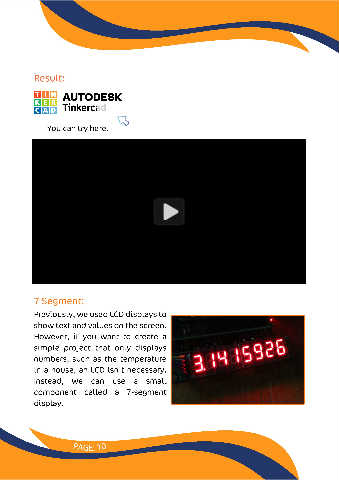 Result:
TIN
KER
CAD
AUTODESK
Tinkercad
You can try here.
7 Segment:
Previously, we used LCD displays to
show text and values on the screen.
However, if you want to create a
simple project that only displays
numbers, such as the temperature
in a house, an LCD isn't necessary.
Instead, we can use a small
component called a 7-segment
display.
3.1415926
PAGE